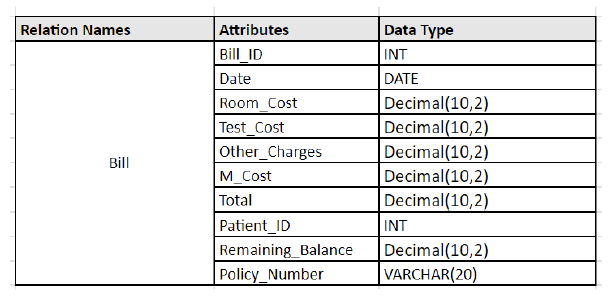 Relation Names Attributes Data Type
Bill_ID INT
Date DATE
Room_Cost Decimal(10,2)
Test_Cost Decimal(10,2)
Other_Charges Decimal(10,2)
Bill
M_Cost Decimal(10,2)
Total Decimal(10,2)
Patient_ID INT
Remaining_Balance Decimal(10,2)
Policy_Number VARCHAR(20)